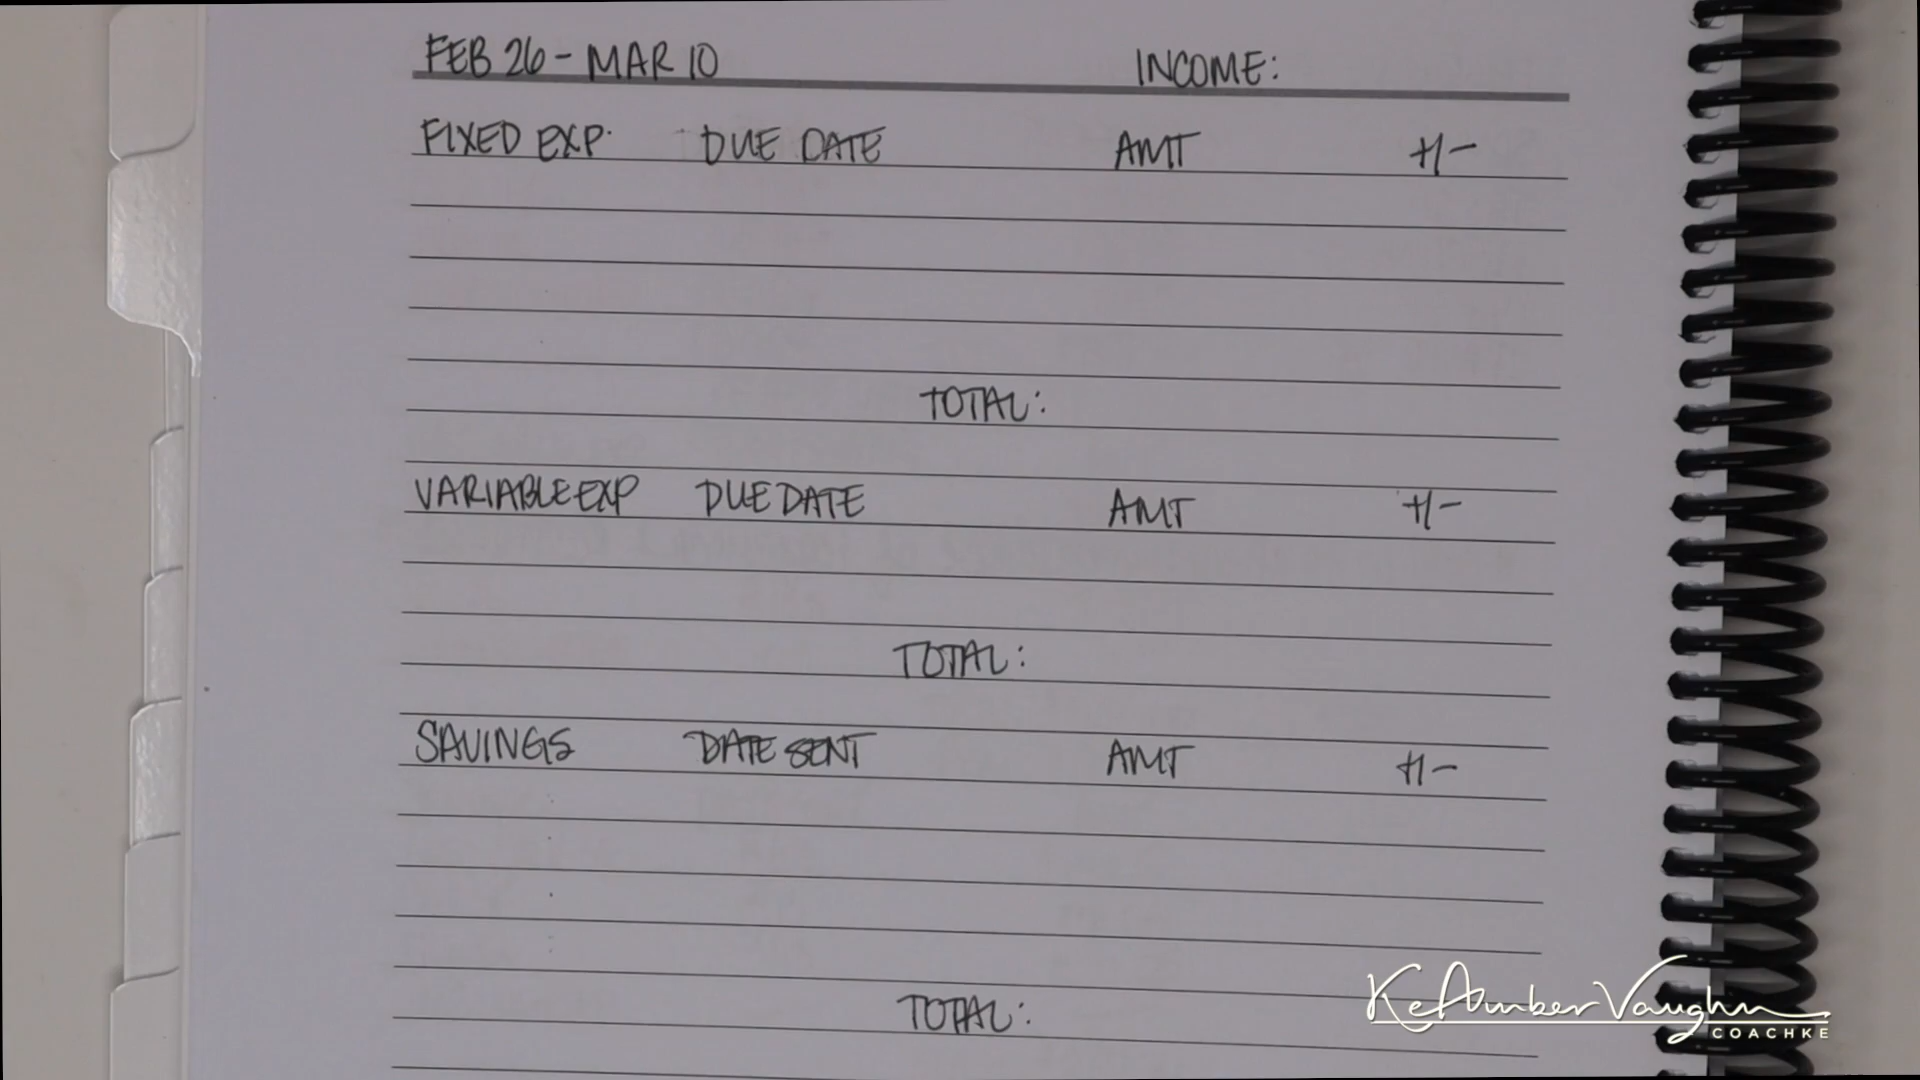 FEB 26 - MAR 10 INCOME:
FIXED EXP. DUE DATE AMT +/-
TOTAL:
VARIABLE EXP DUE DATE AMT +/-
TOTAL:
SAVINGS DATE SENT AMT +/-
TOTAL:
KeAmber Vaughn
COACHKE